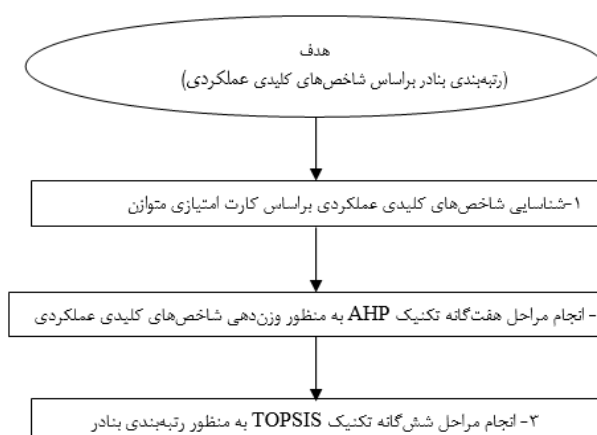 هدف
(رتبه‌بندی بنادر براساس شاخص‌های کلیدی عملکردی)
۱-شناسایی شاخص‌های کلیدی عملکردی براساس کارت امتیازی متوازن
- انجام مراحل هفت‌گانه تکنیک AHP به منظور وزن‌دهی شاخص‌های کلیدی عملکردی
۳- انجام مراحل شش‌گانه تکنیک TOPSIS به منظور رتبه‌بندی بنادر